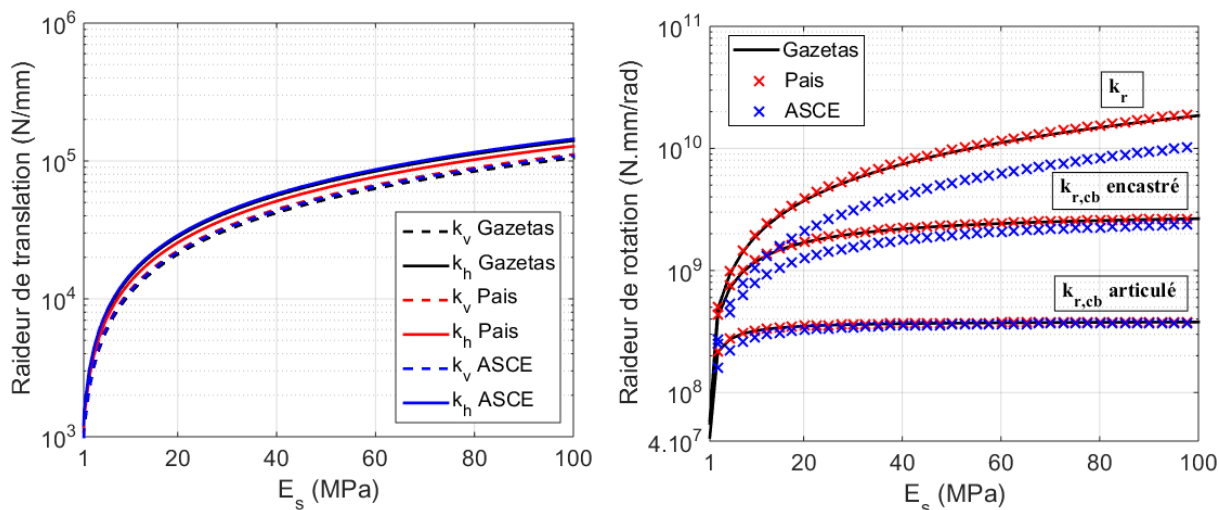 Raideur de translation (N/mm)
10^6
10^5
10^4
10^3
k_v Gazetas
k_h Gazetas
k_v Pais
k_h Pais
k_v ASCE
k_h ASCE
1 20 40 60 80 100
E_s (MPa)
Raideur de rotation (N.mm/rad)
10^11
10^10
10^9
10^8
4.10^7
Gazetas
Pais
ASCE
k_r
k_r,cb encastré
k_r,cb articulé
1 20 40 60 80 100
E_s (MPa)